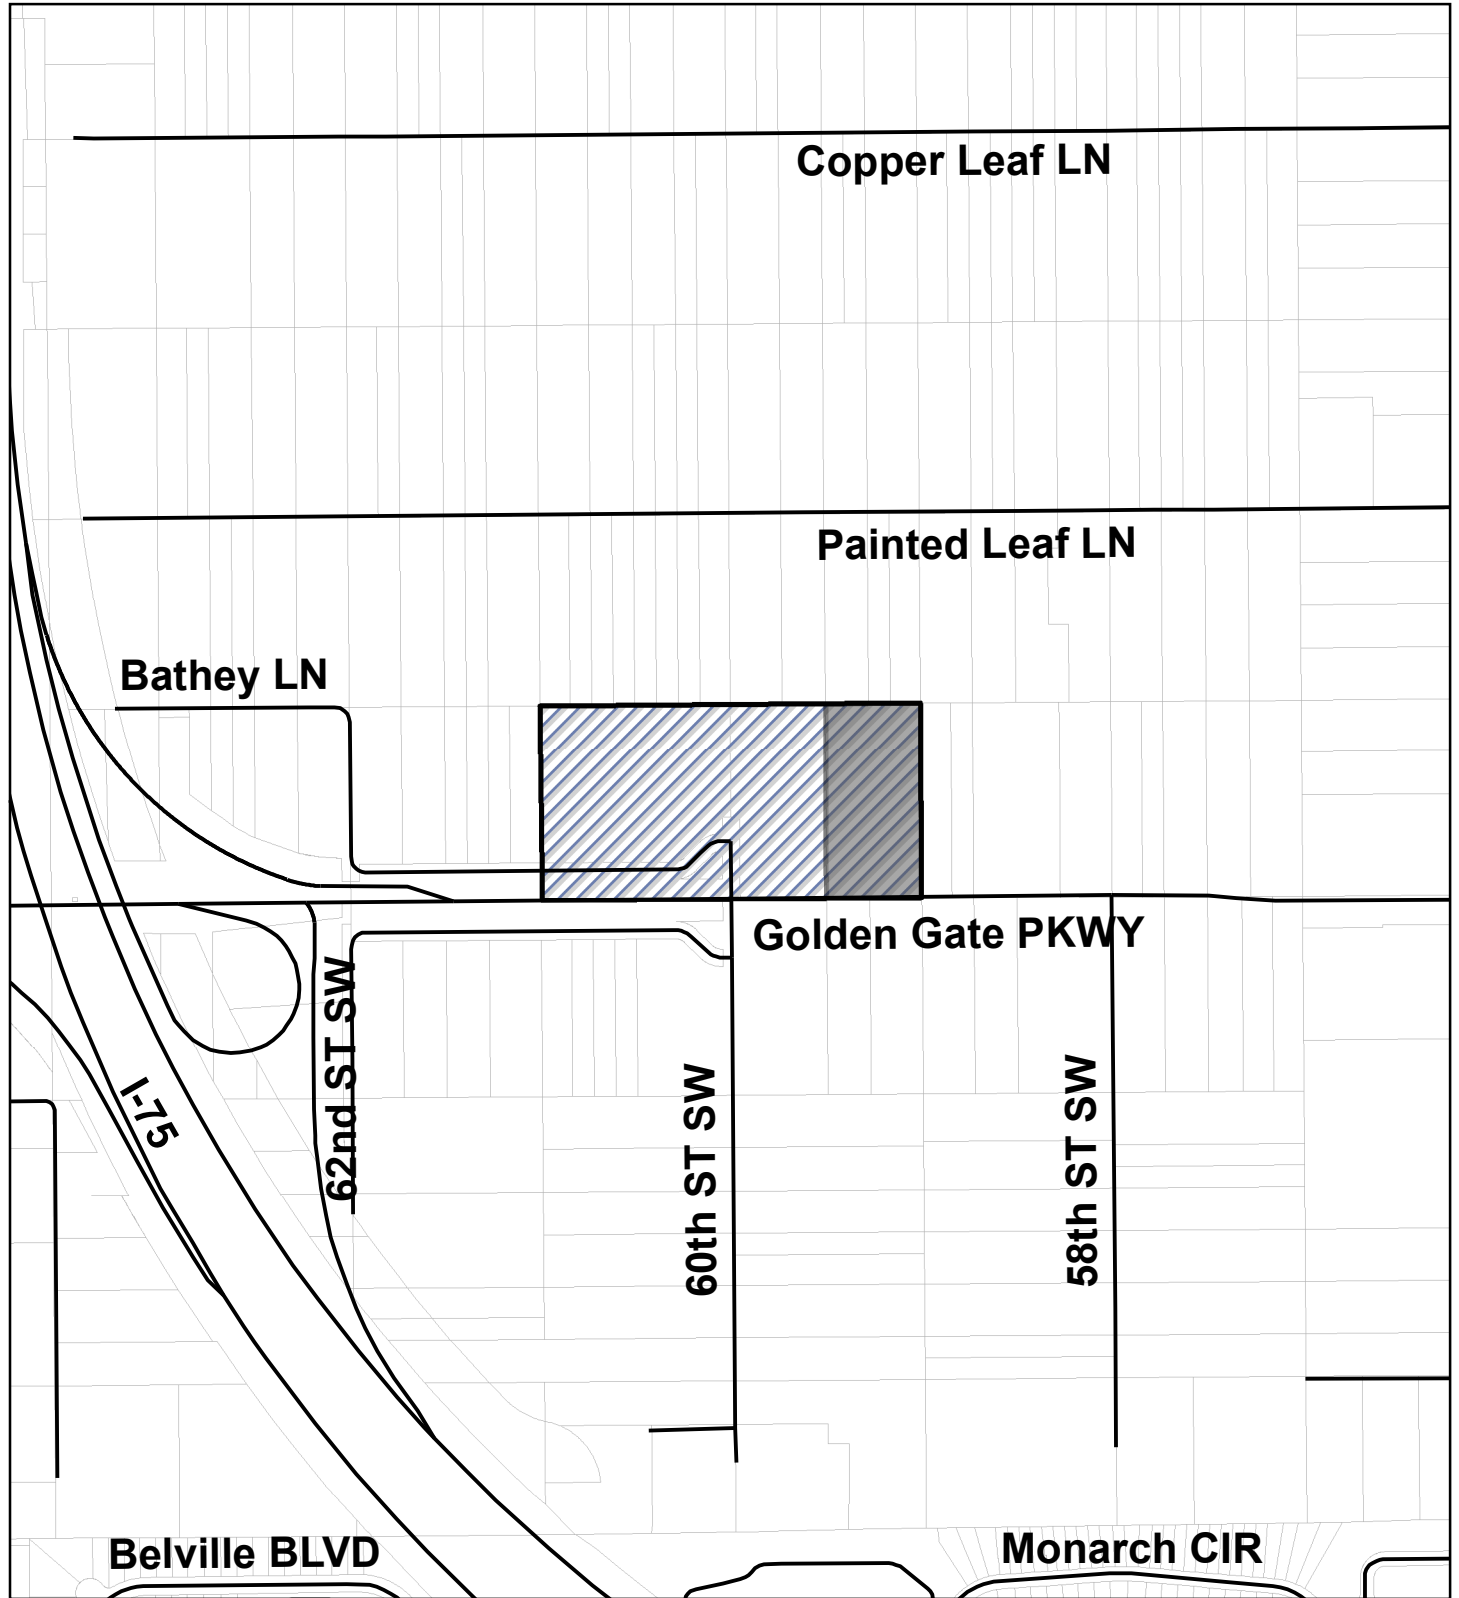 Copper Leaf LN
Painted Leaf LN
Bathey LN
Golden Gate PKWY
62nd ST SW
I-75
60th ST SW
58th ST SW
Belville BLVD
Monarch CIR